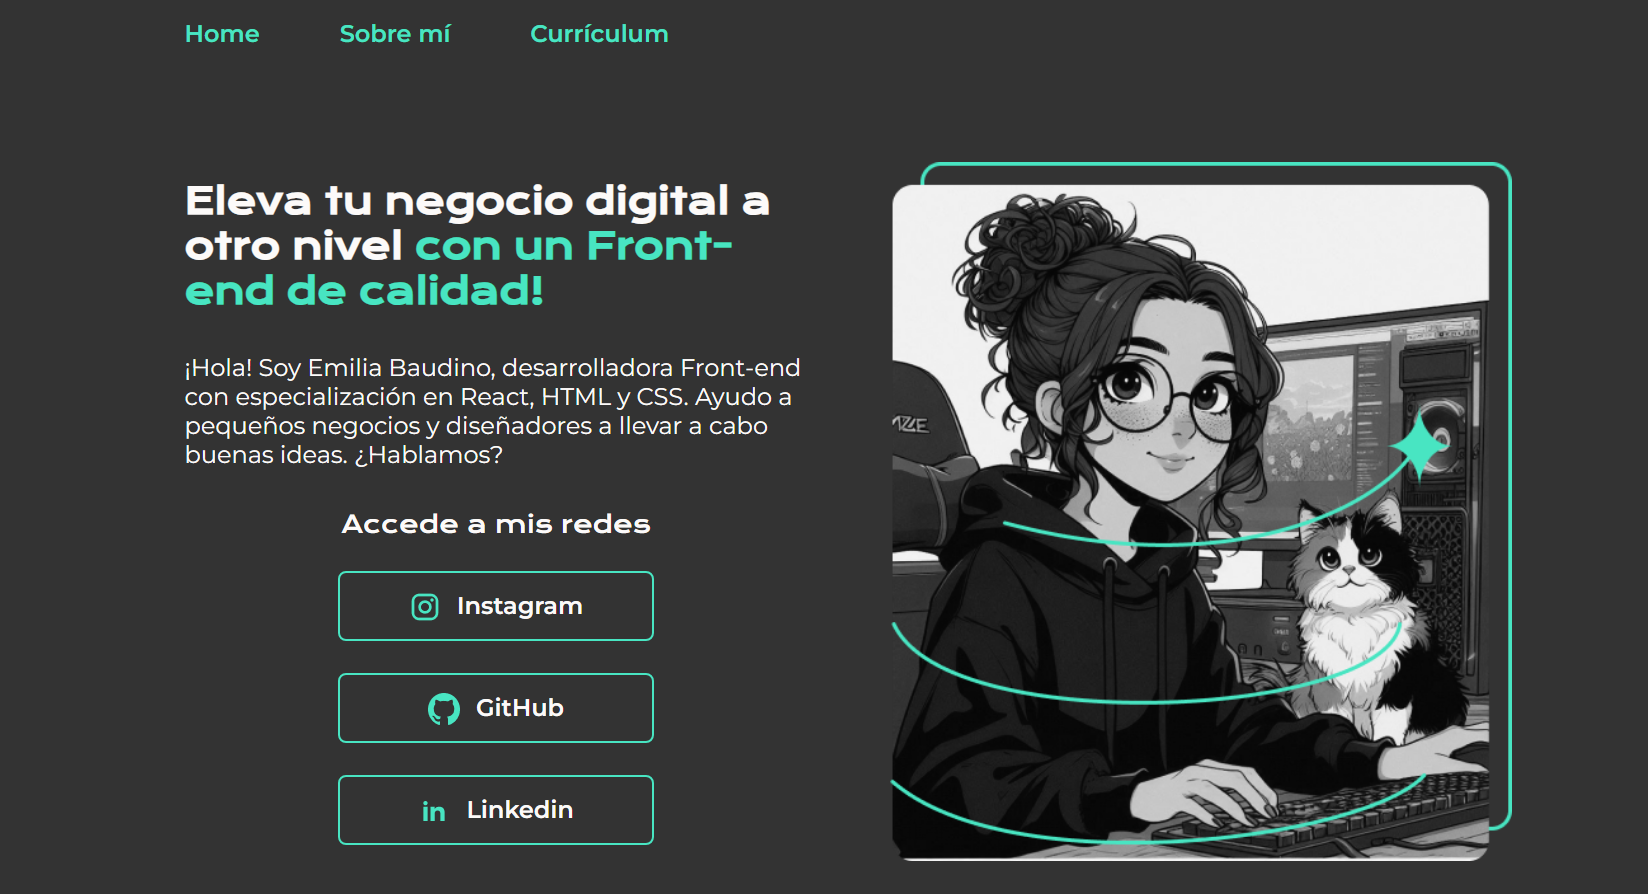 Home Sobre mí Currículum
Eleva tu negocio digital a
otro nivel con un Front-
end de calidad!
¡Hola! Soy Emilia Baudino, desarrolladora Front-end
con especialización en React, HTML y CSS. Ayudo a
pequeños negocios y diseñadores a llevar a cabo
buenas ideas. ¿Hablamos?
Accede a mis redes
Instagram
GitHub
in Linkedin